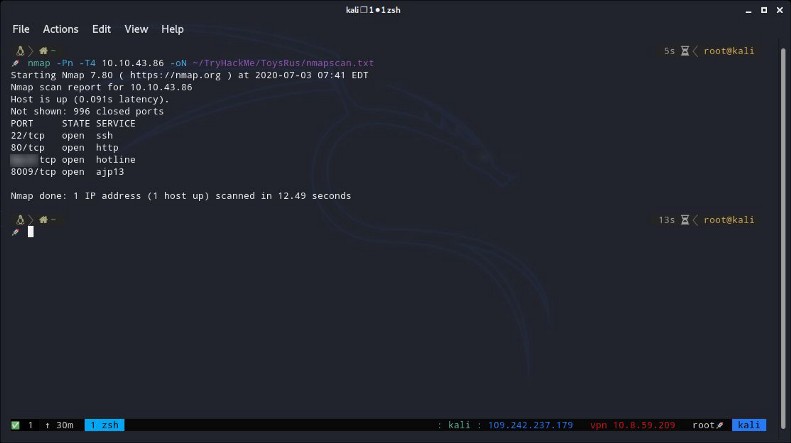 kali 1 1 zsh
File Actions Edit View Help
~ 5s root@kali
nmap -Pn -T4 10.10.43.86 -oN ~/TryHackMe/ToysRus/nmapscan.txt
Starting Nmap 7.80 ( https://nmap.org ) at 2020-07-03 07:41 EDT
Nmap scan report for 10.10.43.86
Host is up (0.091s latency).
Not shown: 996 closed ports
PORT STATE SERVICE
22/tcp open ssh
80/tcp open http
tcp open hotline
8009/tcp open ajp13
Nmap done: 1 IP address (1 host up) scanned in 12.49 seconds
~ 13s root@kali
1 ↑ 30m 1 zsh : kali : 109.242.237.179 vpn 10.8.59.209 root kali